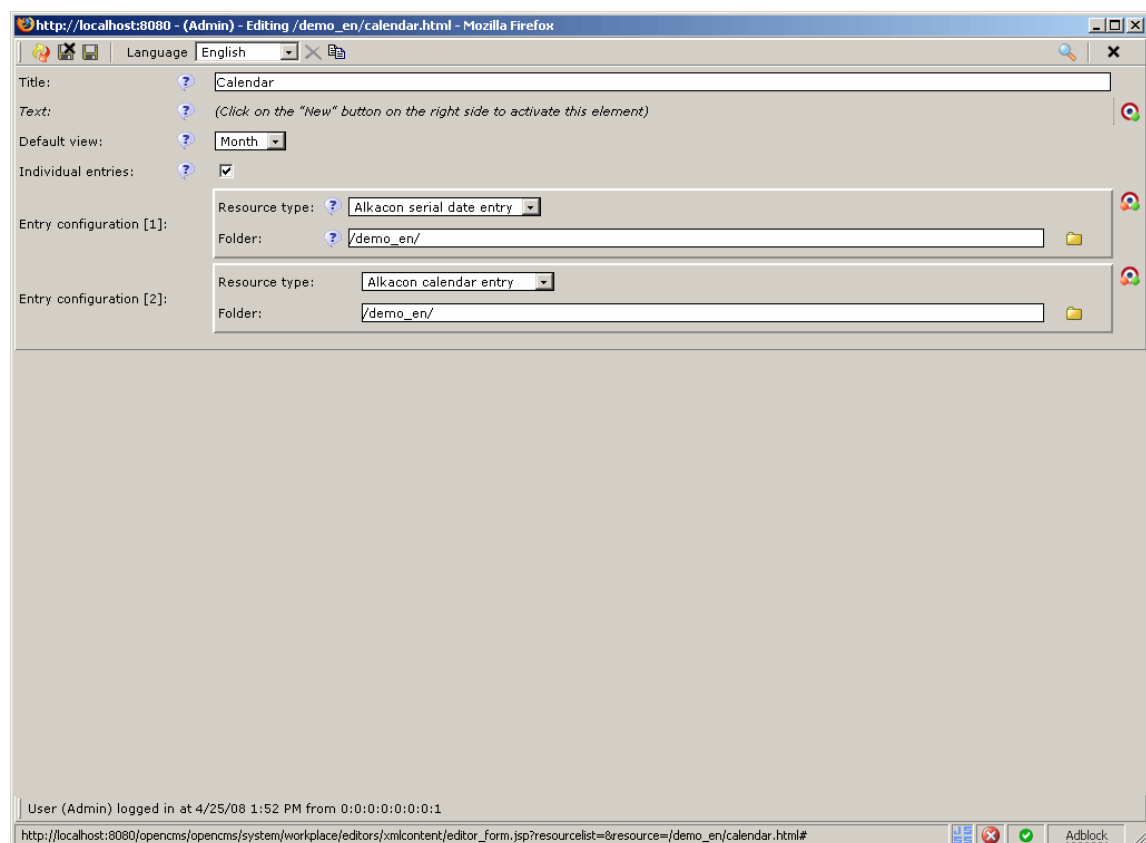 http://localhost:8080 - (Admin) - Editing /demo_en/calendar.html - Mozilla Firefox
Language English
Title: ? Calendar
Text: ? (Click on the "New" button on the right side to activate this element)
Default view: ? Month
Individual entries: ?
Entry configuration [1]:
Resource type: ? Alkacon serial date entry
Folder: ? /demo_en/
Entry configuration [2]:
Resource type: Alkacon calendar entry
Folder: /demo_en/
User (Admin) logged in at 4/25/08 1:52 PM from 0:0:0:0:0:0:0:1
http://localhost:8080/opencms/opencms/system/workplace/editors/xmlcontent/editor_form.jsp?resourcelist=&resource=/demo_en/calendar.html#
Adblock